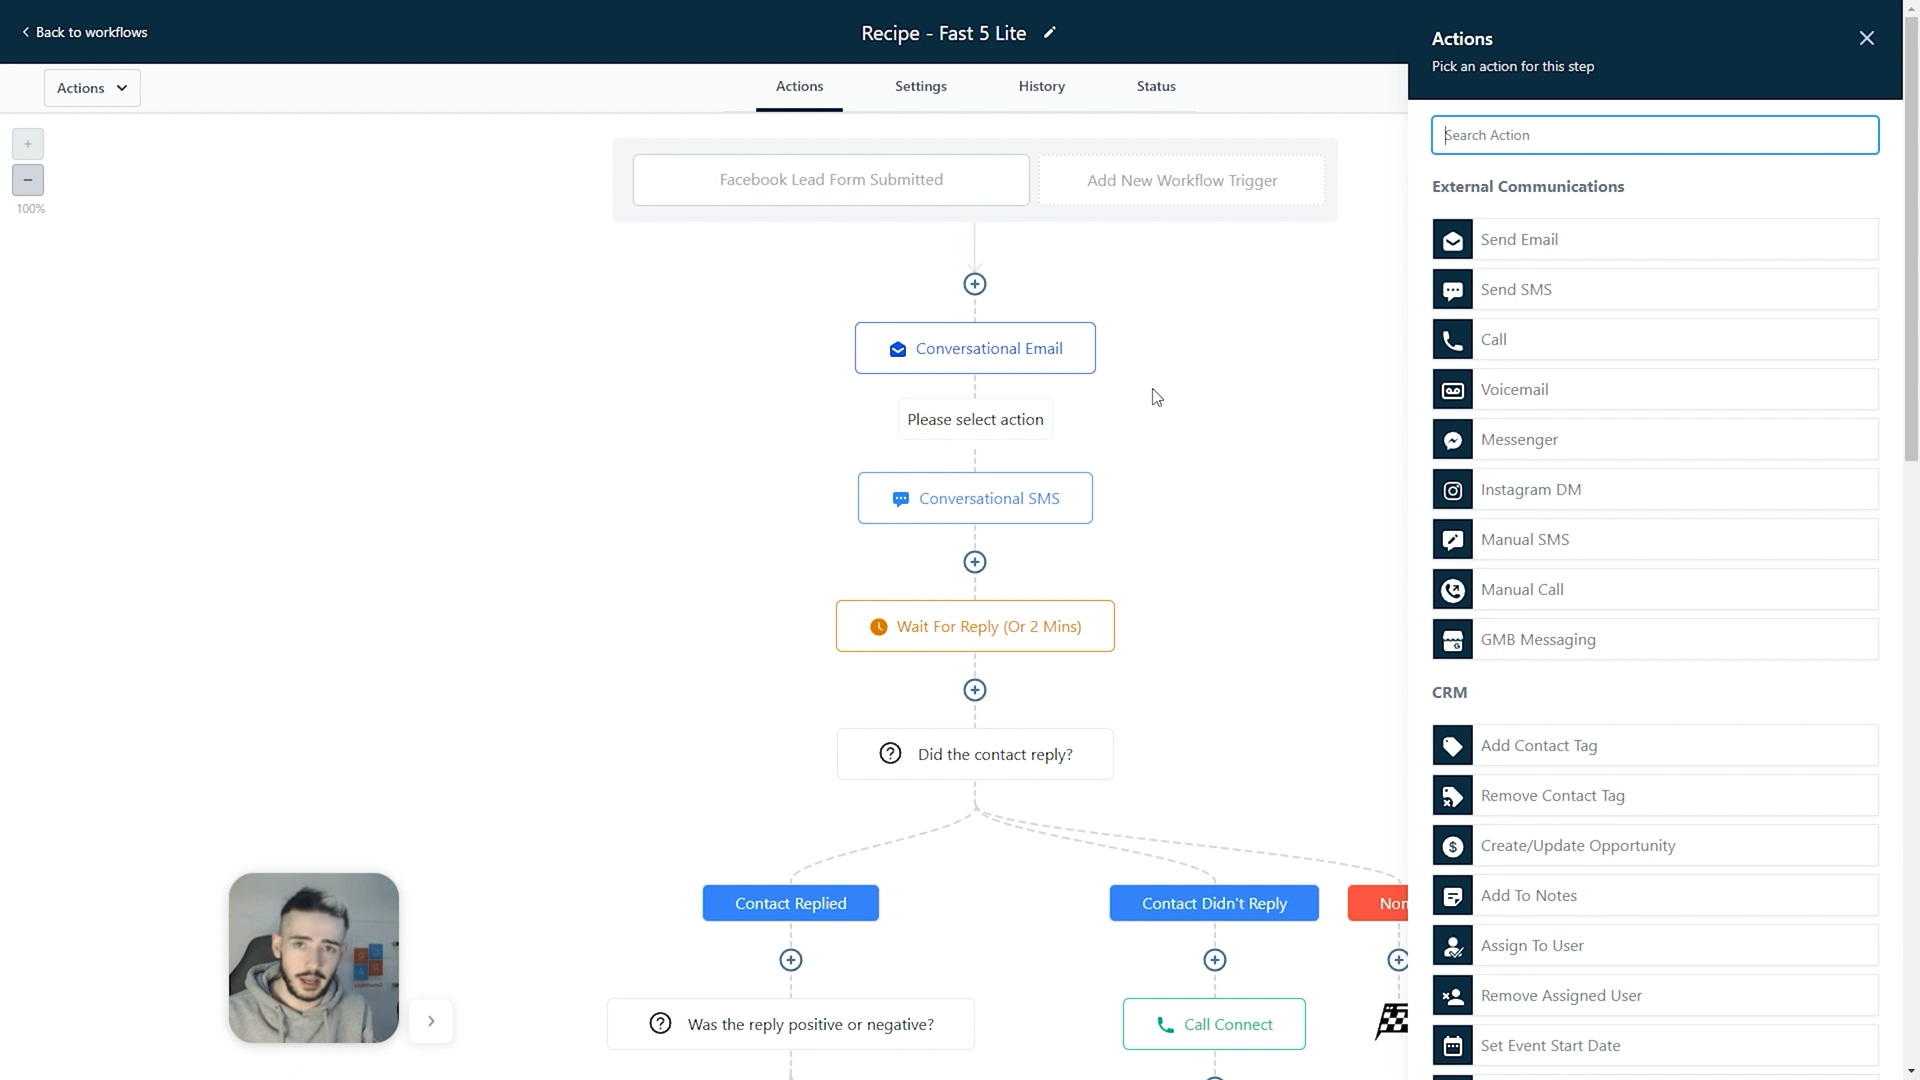 Back to workflows
Recipe - Fast 5 Lite
Actions
Pick an action for this step
Actions
Actions
Settings
History
Status
100%
Search Action
External Communications
Send Email
Send SMS
Call
Voicemail
Messenger
Instagram DM
Manual SMS
Manual Call
GMB Messaging
CRM
Add Contact Tag
Remove Contact Tag
Create/Update Opportunity
Add To Notes
Assign To User
Remove Assigned User
Set Event Start Date
Facebook Lead Form Submitted
Add New Workflow Trigger
Conversational Email
Please select action
Conversational SMS
Wait For Reply (Or 2 Mins)
Did the contact reply?
Contact Replied
Contact Didn't Reply
Non
Was the reply positive or negative?
Call Connect